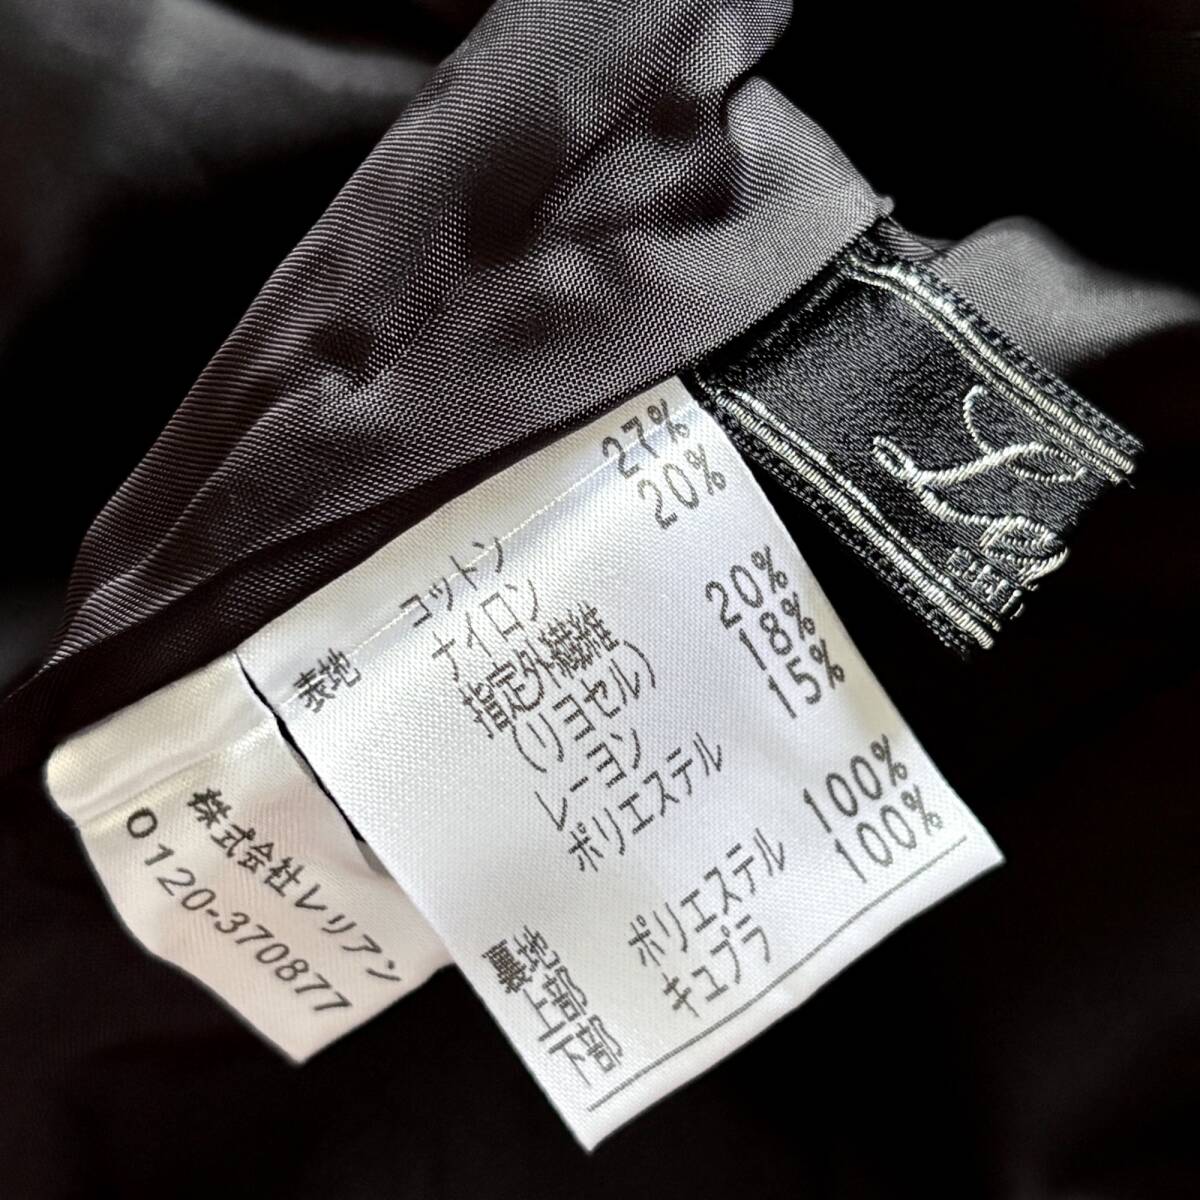 表地 コットン 27%
ナイロン 20%
指定外繊維
(リヨセル) 20%
レーヨン 18%
ポリエステル 15%
裏地
上部 ポリエステル 100%
下部 キュプラ 100%
株式会社レリアン
0120-370877